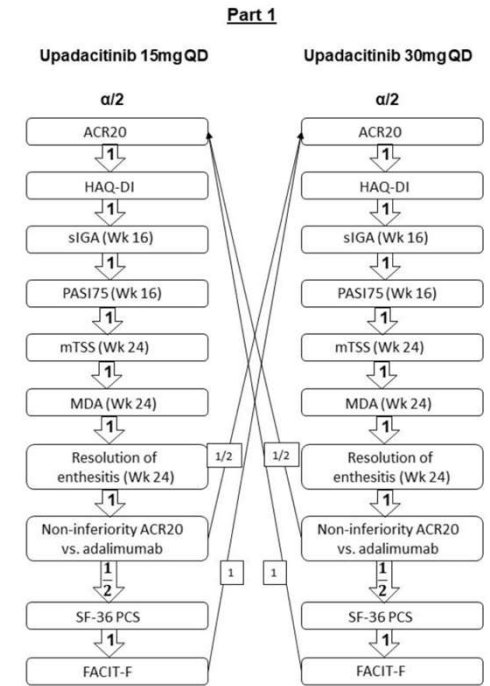 Part 1
Upadacitinib 15mg QD
Upadacitinib 30mg QD
α/2
α/2
ACR20
ACR20
1
1
HAQ-DI
HAQ-DI
1
1
sIGA (Wk 16)
sIGA (Wk 16)
1
1
PASI75 (Wk 16)
PASI75 (Wk 16)
1
1
mTSS (Wk 24)
mTSS (Wk 24)
1
1
MDA (Wk 24)
MDA (Wk 24)
1
1
Resolution of
enthesitis (Wk 24)
1/2
1/2
Resolution of
enthesitis (Wk 24)
1
1
Non-inferiority ACR20
vs. adalimumab
Non-inferiority ACR20
vs. adalimumab
1/2
1
1
1/2
SF-36 PCS
SF-36 PCS
1
1
FACIT-F
FACIT-F